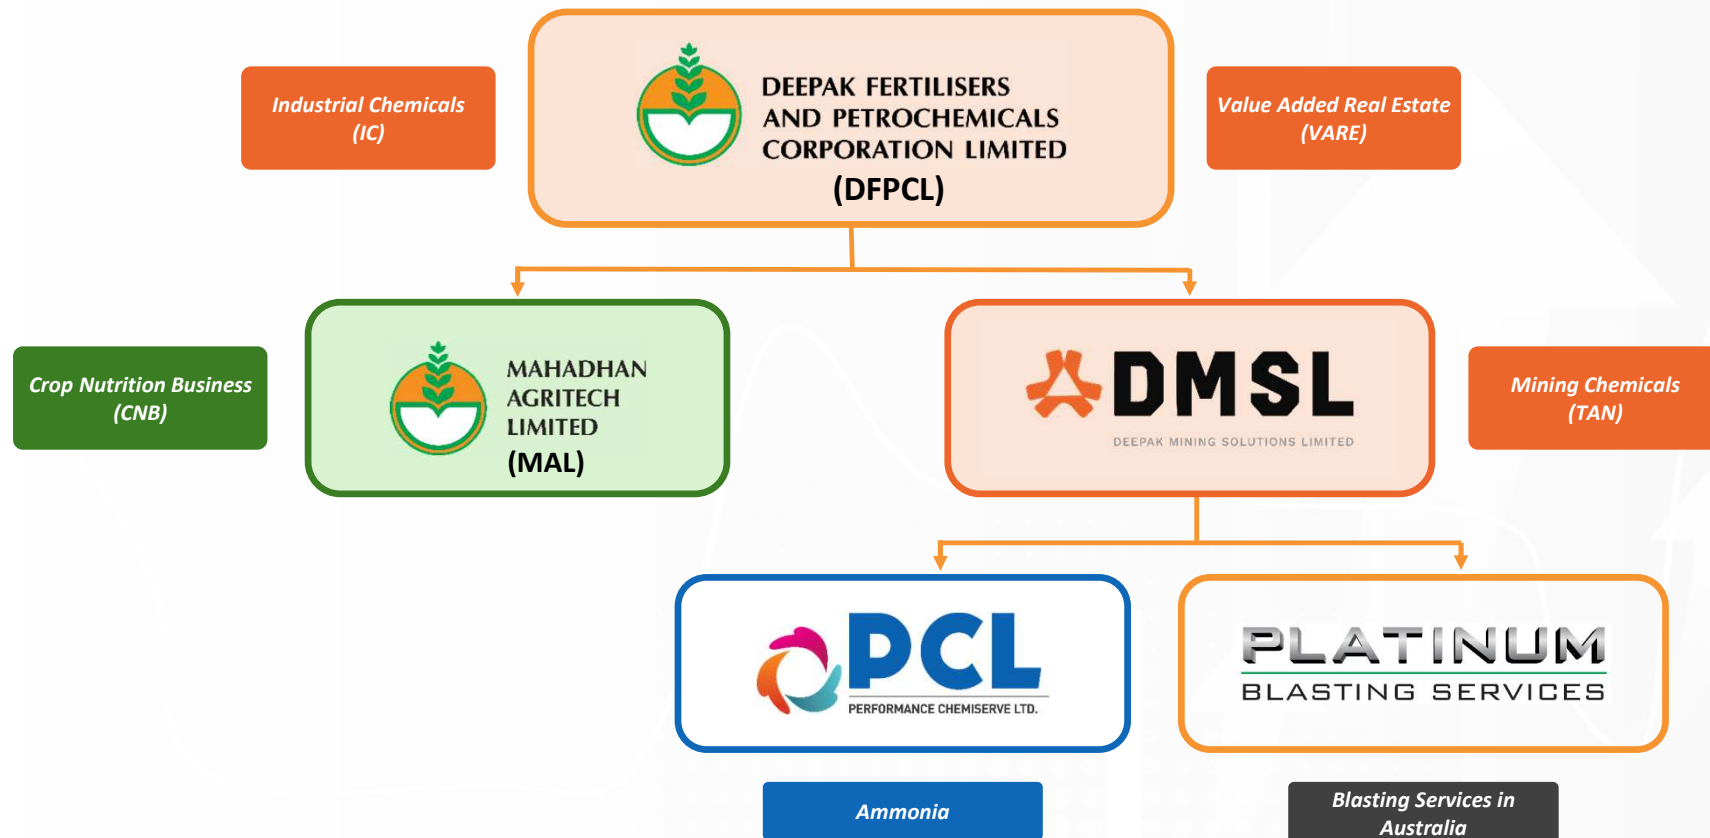 Industrial Chemicals
(IC)
DEEPAK FERTILISERS
AND PETROCHEMICALS
CORPORATION LIMITED
(DFPCL)
Value Added Real Estate
(VARE)
Crop Nutrition Business
(CNB)
MAHADHAN
AGRITECH
LIMITED
(MAL)
DMSL
DEEPAK MINING SOLUTIONS LIMITED
Mining Chemicals
(TAN)
PCL
PERFORMANCE CHEMISERVE LTD.
PLATINUM
BLASTING SERVICES
Ammonia
Blasting Services in
Australia